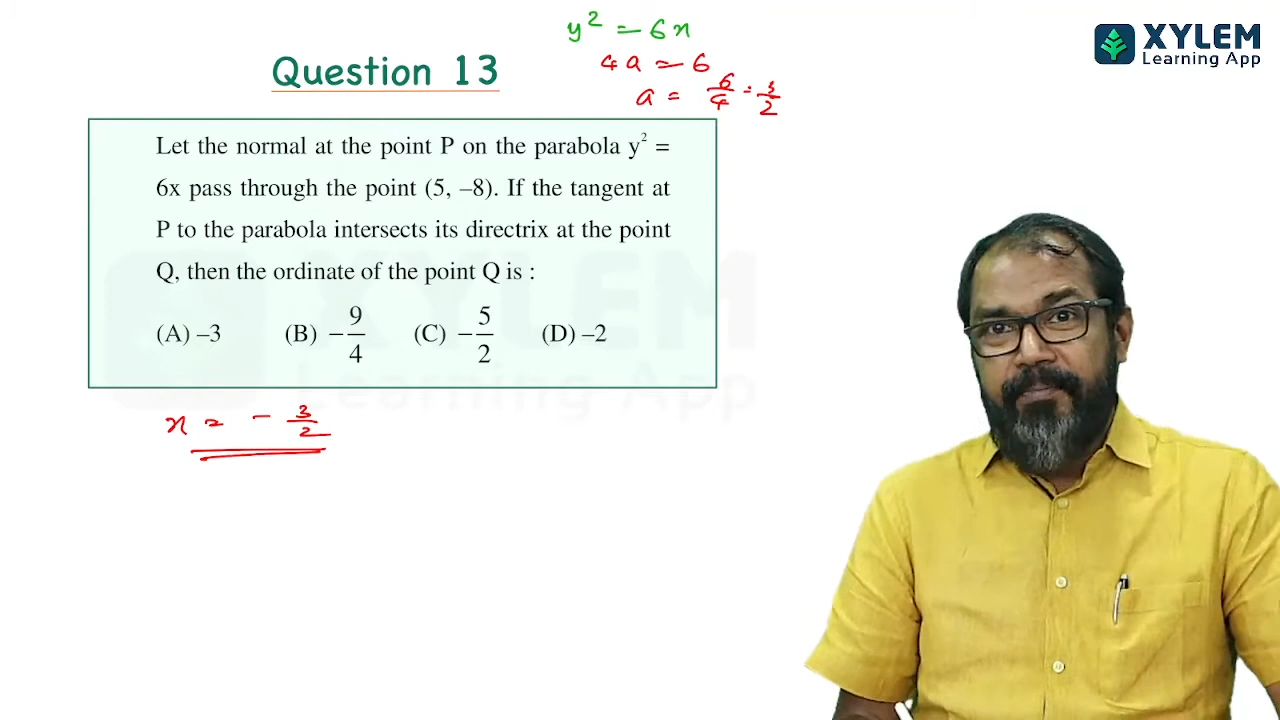 y² = 6x
XYLEM
Learning App
Question 13
4a = 6
a = 6/4 = 3/2
Let the normal at the point P on the parabola y² =
6x pass through the point (5, –8). If the tangent at
P to the parabola intersects its directrix at the point
Q, then the ordinate of the point Q is :
(A) –3 (B) –9/4 (C) –5/2 (D) –2
XYLEM
Learning App
x = – 3/2